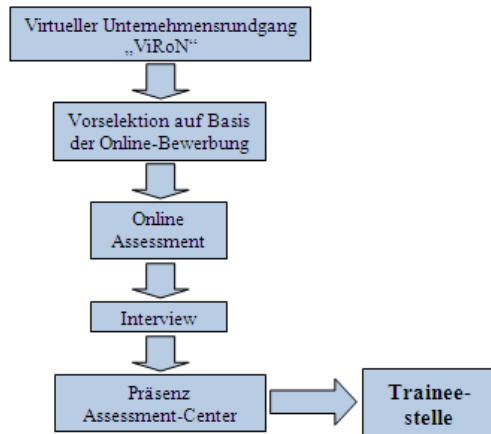 Virtueller Unternehmensrundgang
„ViRoN“
Vorselektion auf Basis
der Online-Bewerbung
Online
Assessment
Interview
Präsenz
Assessment-Center
Trainee-
stelle